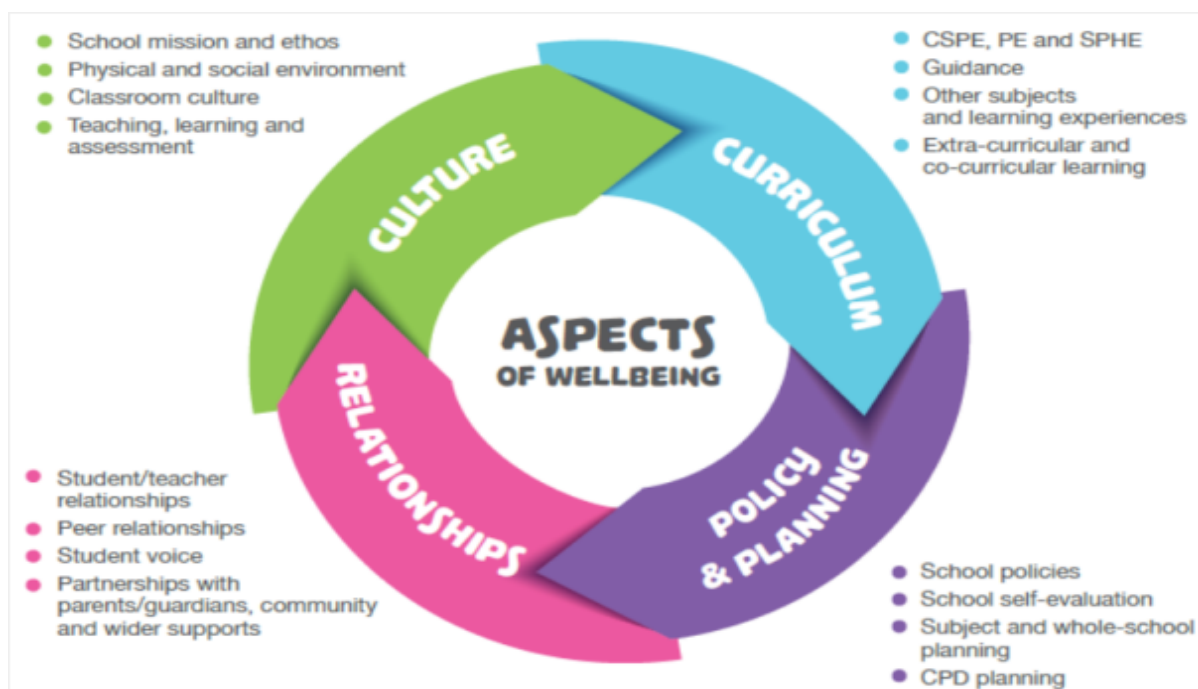 School mission and ethos
Physical and social environment
Classroom culture
Teaching, learning and
assessment
CSPE, PE and SPHE
Guidance
Other subjects
and learning experiences
Extra-curricular and
co-curricular learning
CULTURE
CURRICULUM
ASPECTS
OF WELLBEING
RELATIONSHIPS
POLICY
& PLANNING
Student/teacher
relationships
Peer relationships
Student voice
Partnerships with
parents/guardians, community
and wider supports
School policies
School self-evaluation
Subject and whole-school
planning
CPD planning